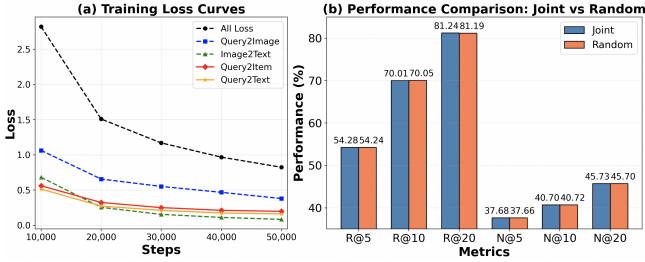 (a) Training Loss Curves
Loss
2.5
2.0
1.5
1.0
0.5
0.0
10,000 20,000 30,000 40,000 50,000
Steps
All Loss
Query2Image
Image2Text
Query2Item
Query2Text
(b) Performance Comparison: Joint vs Random
Performance (%)
80
70
60
50
40
Joint
Random
54.28 54.24
70.01 70.05
81.24 81.19
37.68 37.66
40.70 40.72
45.73 45.70
R@5 R@10 R@20 N@5 N@10 N@20
Metrics